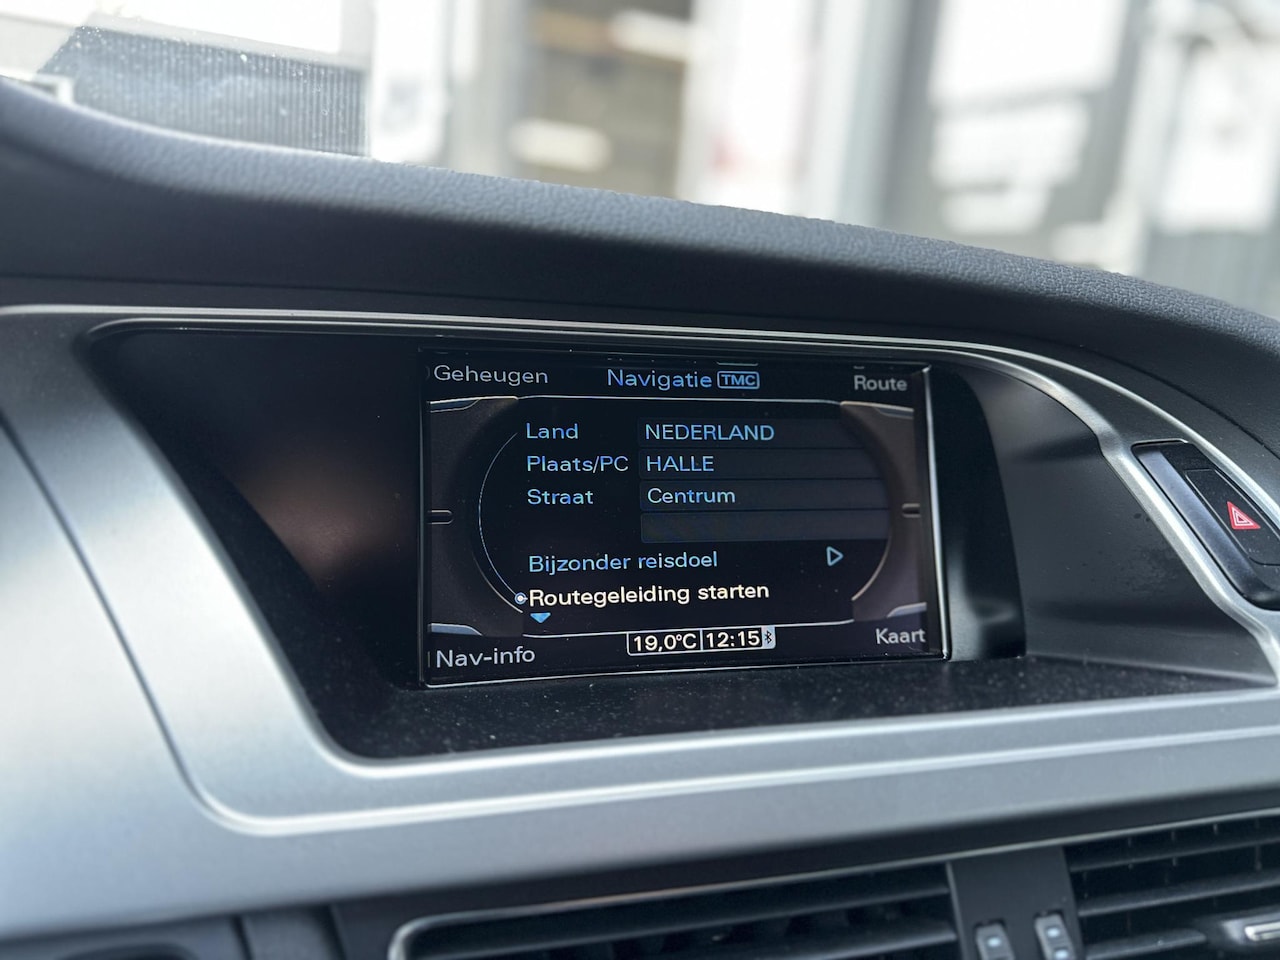 Geheugen
Navigatie TMC
Route
Land NEDERLAND
Plaats/PC HALLE
Straat Centrum
Bijzonder reisdoel
Routegeleiding starten
Nav-info
19,0°C 12:15
Kaart